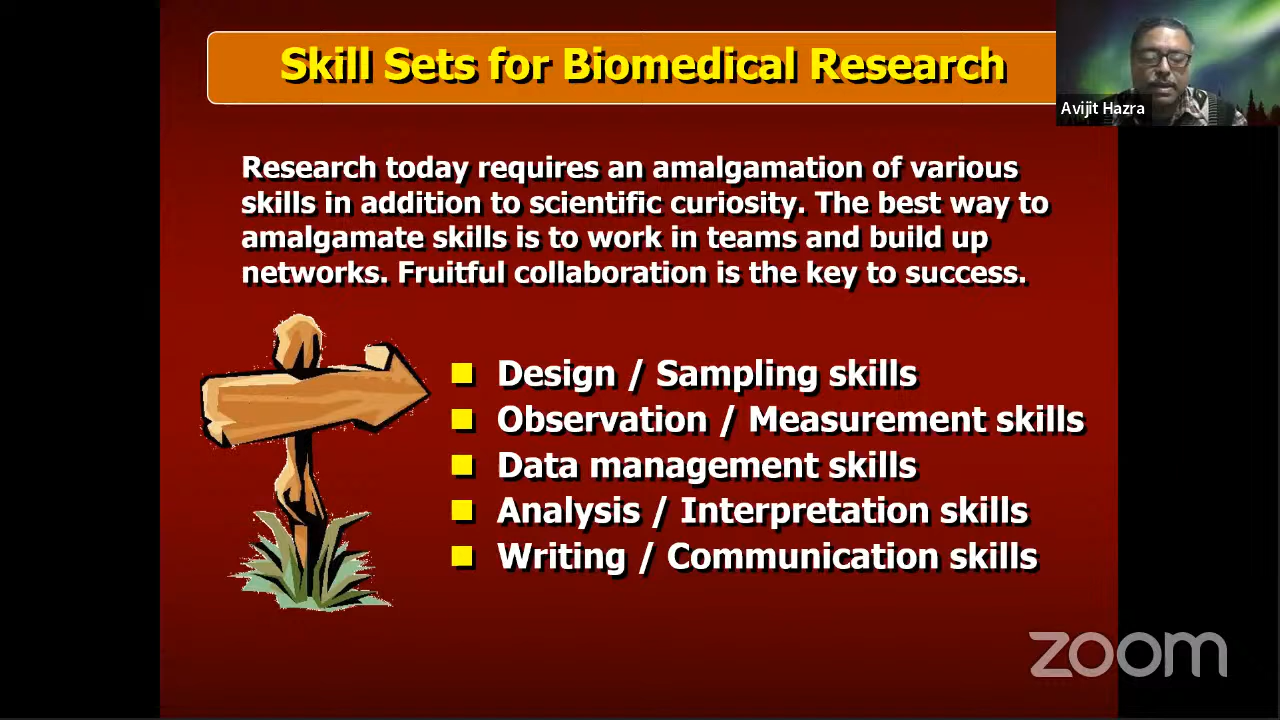 Skill Sets for Biomedical Research
Avijit Hazra
Research today requires an amalgamation of various
skills in addition to scientific curiosity. The best way to
amalgamate skills is to work in teams and build up
networks. Fruitful collaboration is the key to success.
Design / Sampling skills
Observation / Measurement skills
Data management skills
Analysis / Interpretation skills
Writing / Communication skills
zoom